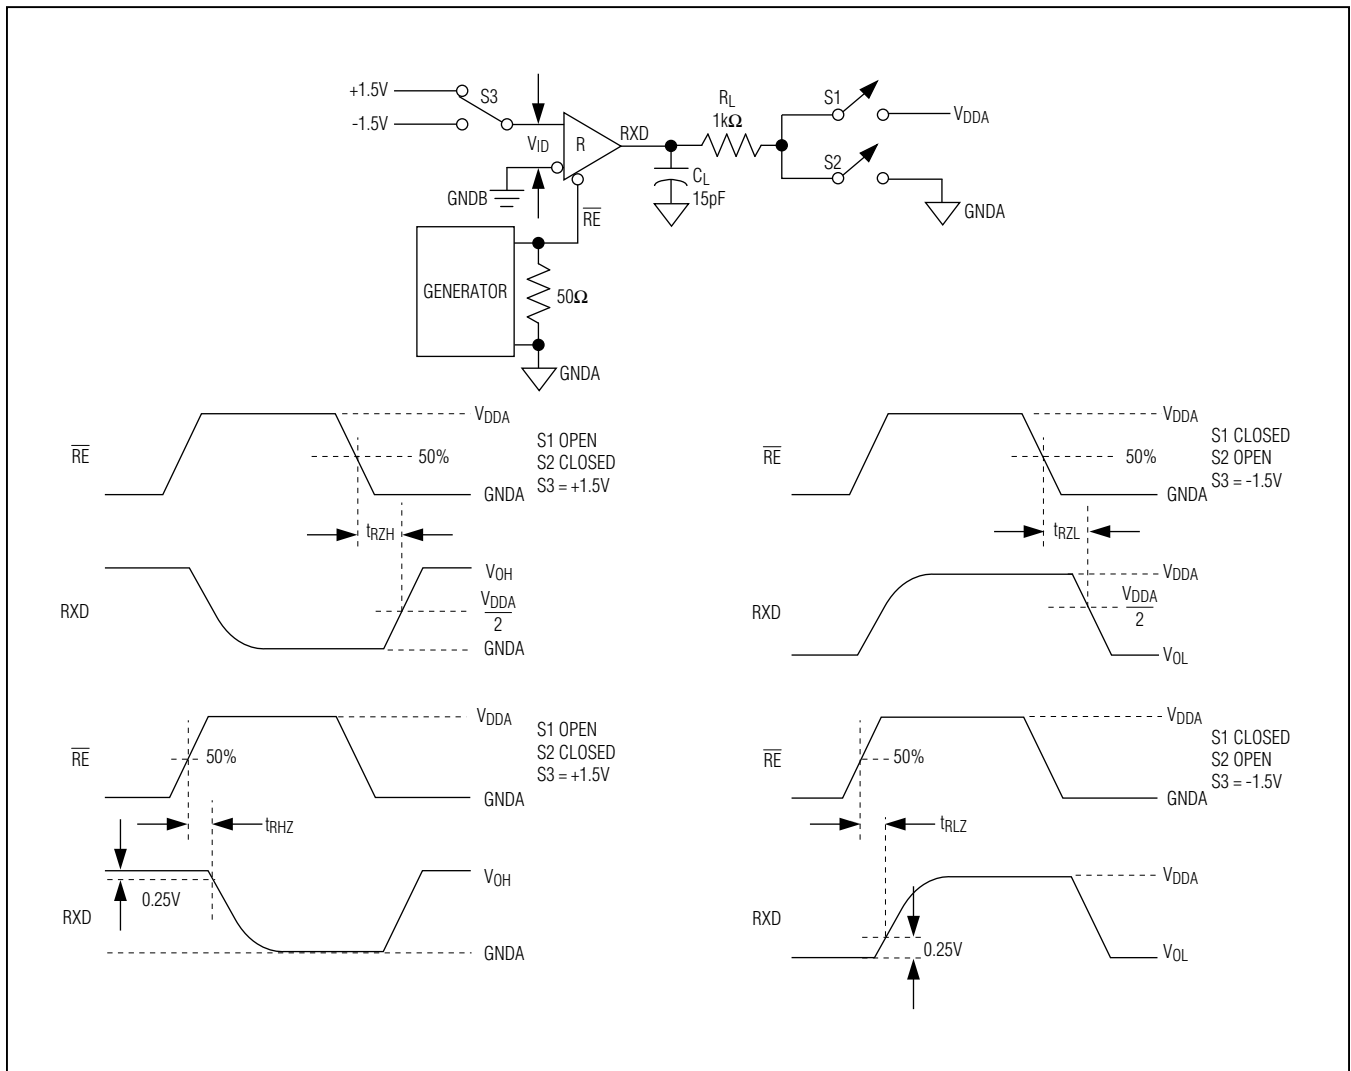 +1.5V
S3
-1.5V
VID
R
RXD
RL
1kΩ
S1
VDDA
S2
GNDA
CL
15pF
GNDB
RE
GENERATOR
50Ω
GNDA
RE
VDDA
50%
GNDA
S1 OPEN
S2 CLOSED
S3 = +1.5V
tRZH
RXD
VOH
VDDA
2
GNDA
RE
VDDA
50%
GNDA
S1 CLOSED
S2 OPEN
S3 = -1.5V
tRZL
RXD
VDDA
VDDA
2
VOL
RE
VDDA
50%
GNDA
S1 OPEN
S2 CLOSED
S3 = +1.5V
tRHZ
RXD
0.25V
VOH
GNDA
RE
VDDA
50%
GNDA
S1 CLOSED
S2 OPEN
S3 = -1.5V
tRLZ
RXD
VDDA
0.25V
VOL